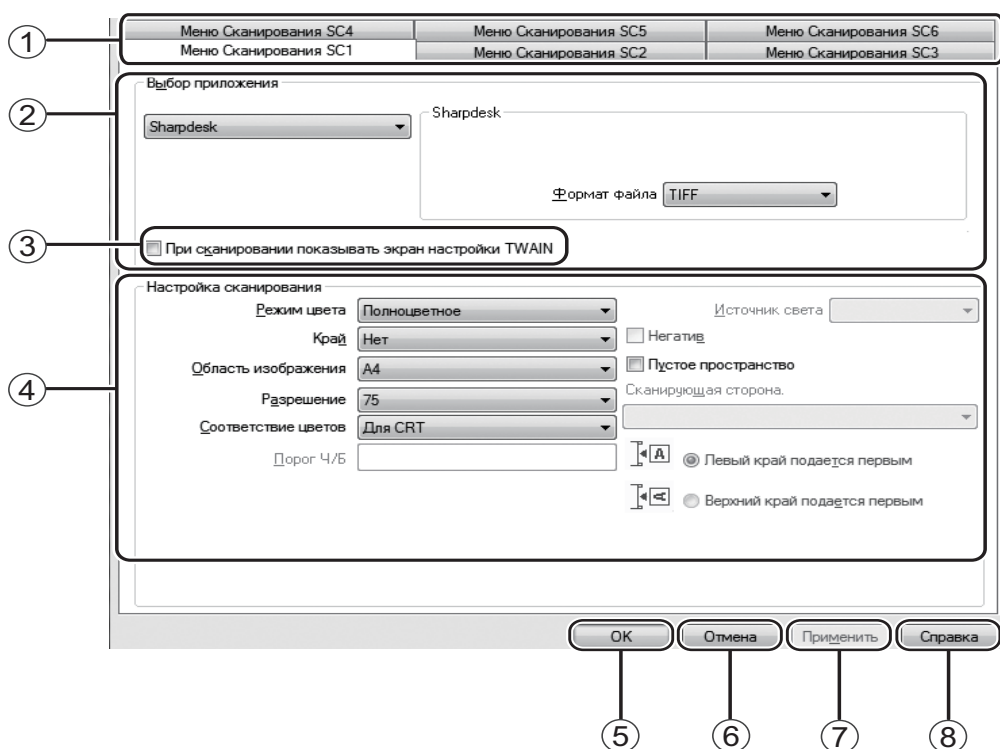 Меню Сканирования SC4 Меню Сканирования SC5 Меню Сканирования SC6
Меню Сканирования SC1 Меню Сканирования SC2 Меню Сканирования SC3
1
Выбор приложения
2
Sharpdesk
Sharpdesk
Формат файла TIFF
3
При сканировании показывать экран настройки TWAIN
Настройка сканирования
Режим цвета Полноцветное Источник света
Край Нет Негатив
Область изображения A4 Пустое пространство
4
Разрешение 75 Сканирующая сторона.
Соответствие цветов Для CRT
Порог Ч/Б
A Левый край подается первым
A Верхний край подается первым
OK Отмена Применить Справка
5 6 7 8